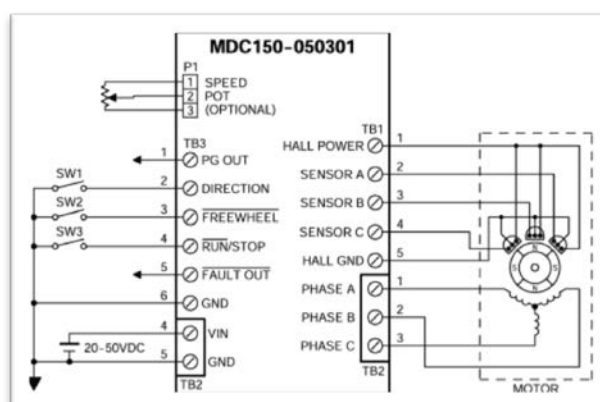 MDC150-050301
P1
1 SPEED
2 POT
3 (OPTIONAL)
TB3
1 PG OUT
SW1
2 DIRECTION
SW2
3 FREEWHEEL
SW3
4 RUN/STOP
5 FAULT OUT
6 GND
4 VIN
20-50VDC
5 GND
TB2
TB1
HALL POWER 1
SENSOR A 2
SENSOR B 3
SENSOR C 4
HALL GND 5
PHASE A 1
PHASE B 2
PHASE C 3
TB2
N
S S
N
MOTOR